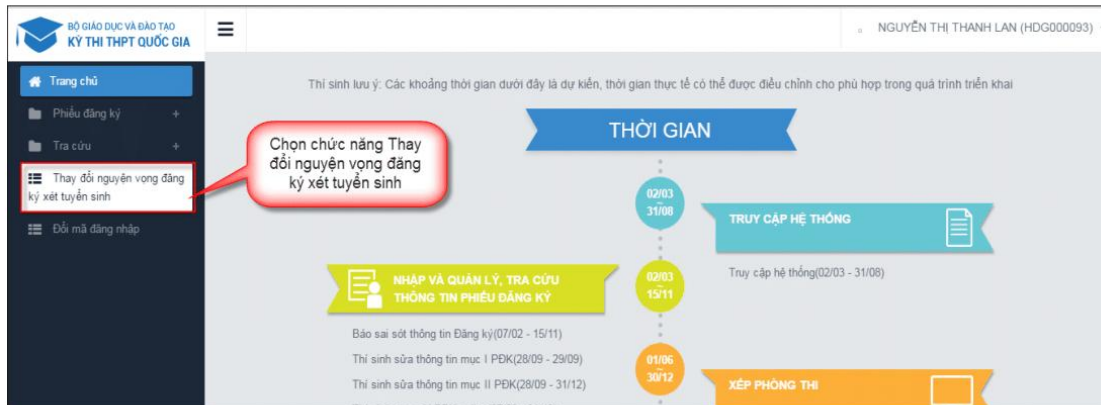 BỘ GIÁO DỤC VÀ ĐÀO TẠO
KỲ THI THPT QUỐC GIA
NGUYỄN THỊ THANH LAN (HDG000093)
Trang chủ
Phiếu đăng ký +
Tra cứu +
Thay đổi nguyện vọng đăng
ký xét tuyển sinh
Đổi mã đăng nhập
Chọn chức năng Thay
đổi nguyện vọng đăng
ký xét tuyển sinh
Thí sinh lưu ý: Các khoảng thời gian dưới đây là dự kiến, thời gian thực tế có thể được điều chỉnh cho phù hợp trong quá trình triển khai
THỜI GIAN
02/03
~
31/08
TRUY CẬP HỆ THỐNG
Truy cập hệ thống(02/03 - 31/08)
NHẬP VÀ QUẢN LÝ, TRA CỨU
THÔNG TIN PHIẾU ĐĂNG KÝ
02/03
~
15/11
Báo sai sót thông tin Đăng ký(07/02 - 15/11)
Thí sinh sửa thông tin mục I PĐK(28/09 - 29/09)
Thí sinh sửa thông tin mục II PĐK(28/09 - 31/12)
01/06
~
30/12
XẾP PHÒNG THI